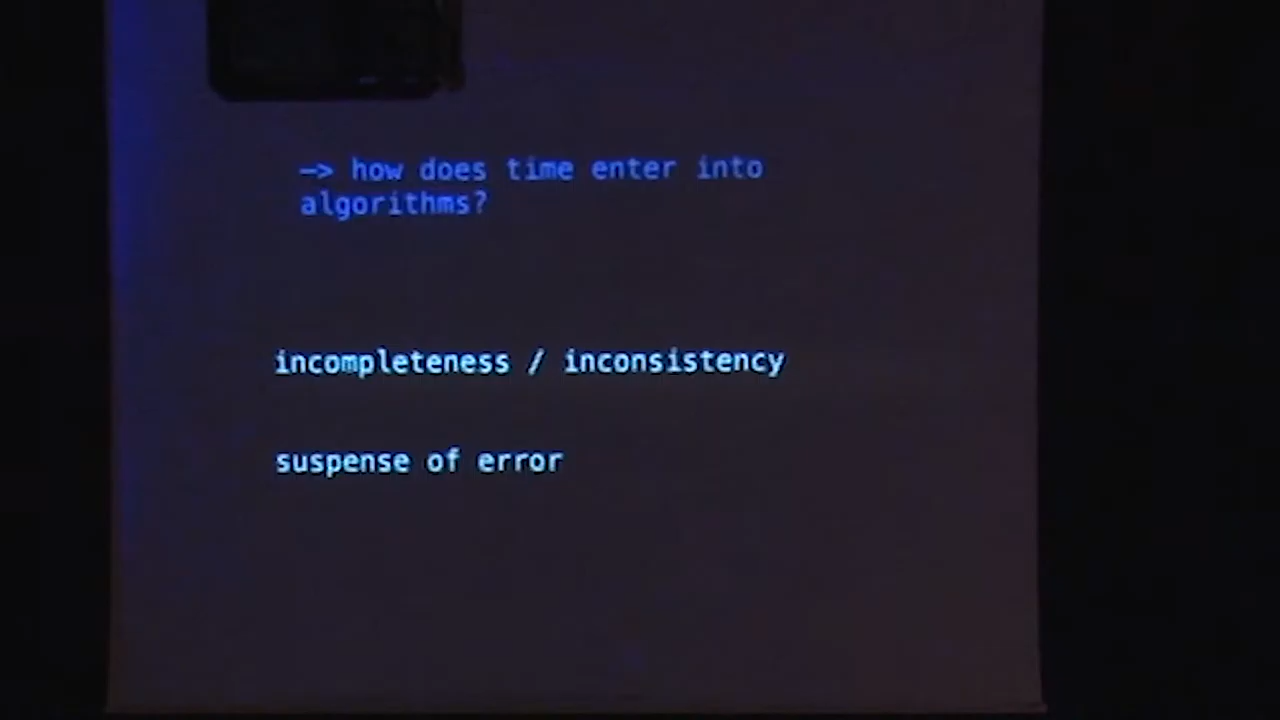 —> how does time enter into
algorithms?
incompleteness / inconsistency
suspense of error